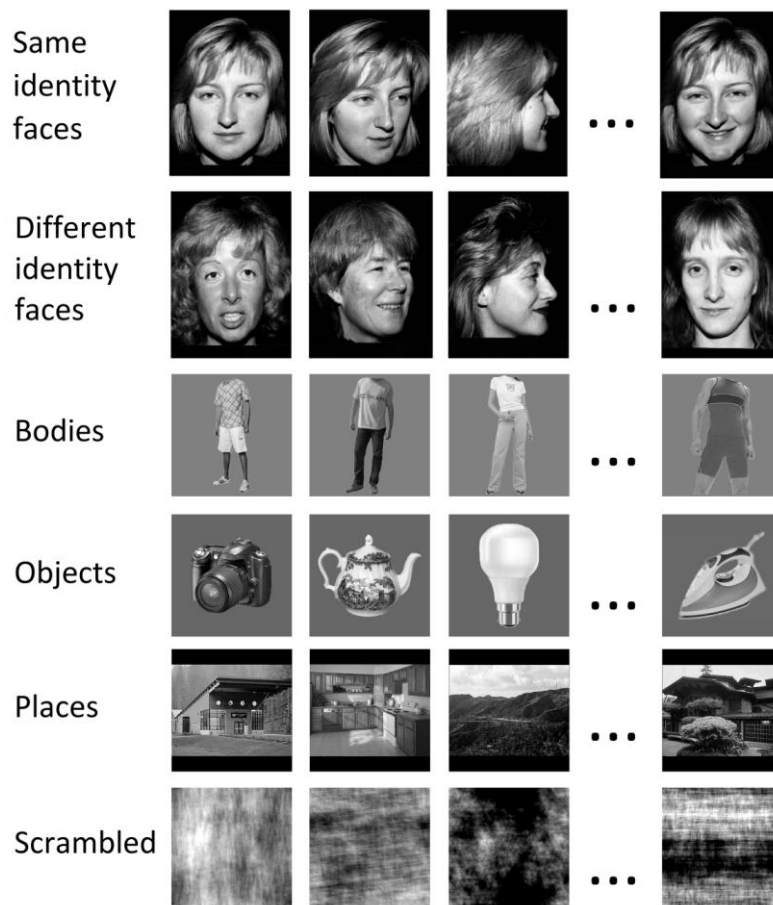 Same
identity
faces
...
Different
identity
faces
...
Bodies
...
Objects
...
Places
...
Scrambled
...